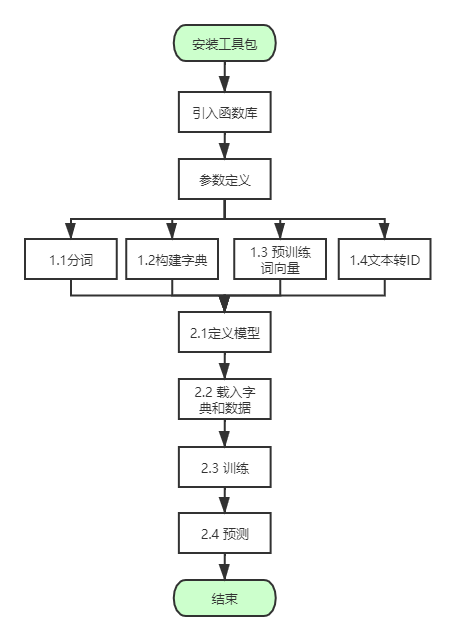 安装工具包
引入函数库
参数定义
1.1分词
1.2构建字典
1.3 预训练
词向量
1.4文本转ID
2.1定义模型
2.2 载入字
典和数据
2.3 训练
2.4 预测
结束